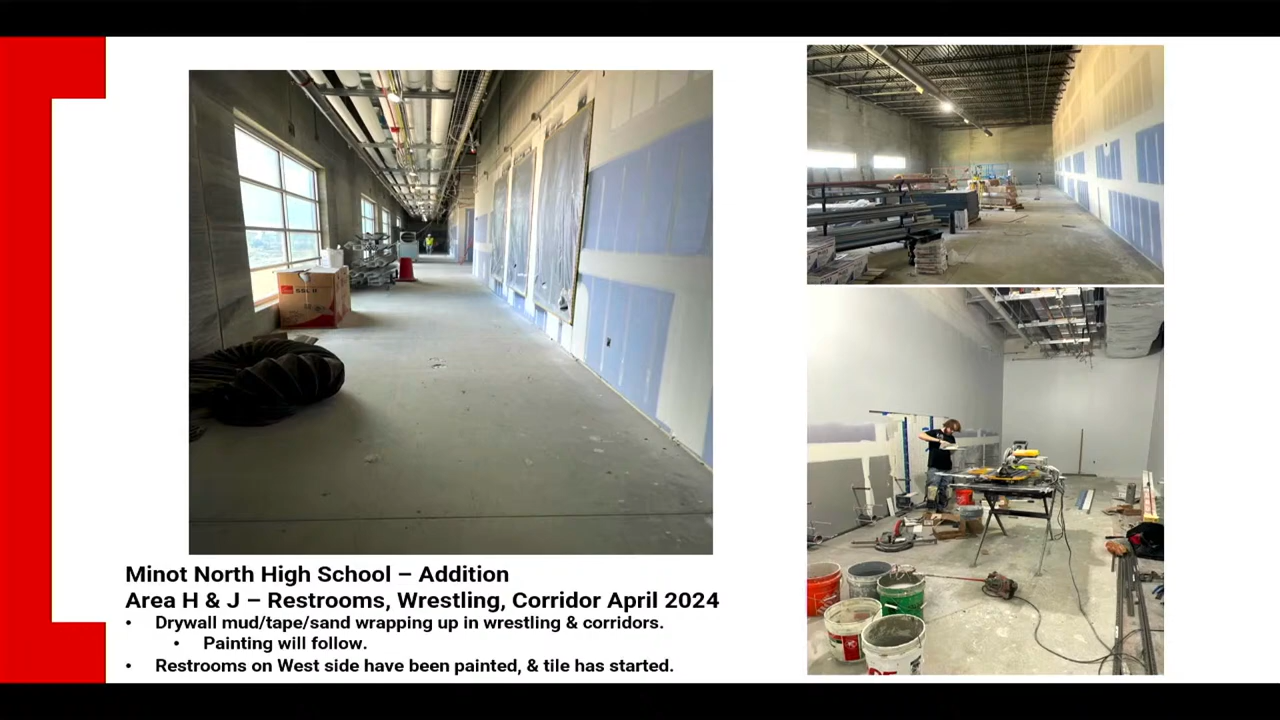 Minot North High School – Addition
Area H & J – Restrooms, Wrestling, Corridor April 2024
• Drywall mud/tape/sand wrapping up in wrestling & corridors.
• Painting will follow.
• Restrooms on West side have been painted, & tile has started.